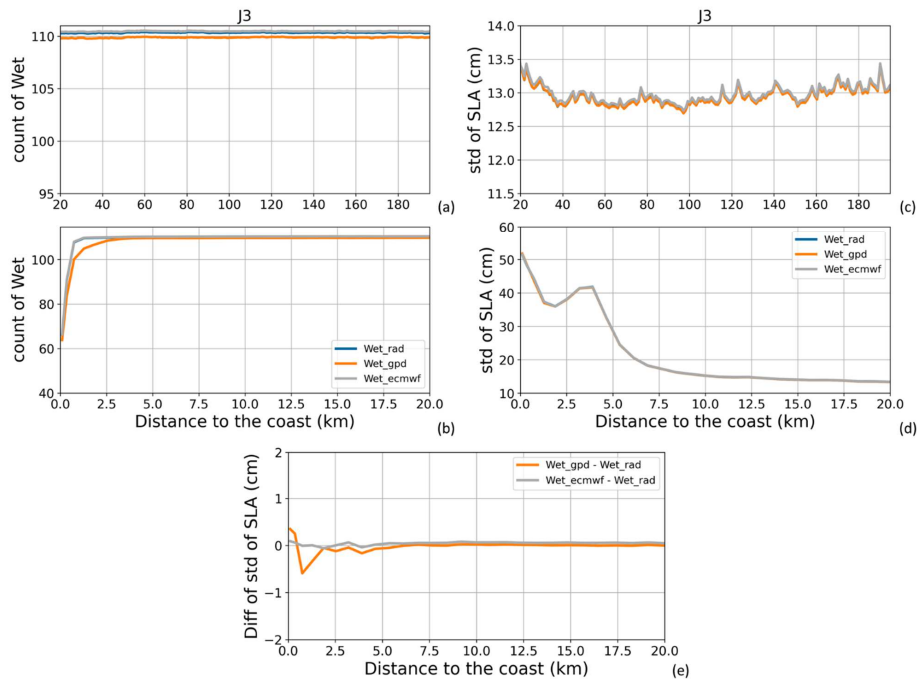 J3
count of Wet
110
105
100
95
20 40 60 80 100 120 140 160 180
(a)
J3
std of SLA (cm)
14.0
13.5
13.0
12.5
12.0
11.5
20 40 60 80 100 120 140 160 180
(c)
count of Wet
100
80
60
40
Wet_rad
Wet_gpd
Wet_ecmwf
0.0 2.5 5.0 7.5 10.0 12.5 15.0 17.5 20.0
Distance to the coast (km)
(b)
std of SLA (cm)
60
50
40
30
20
10
Wet_rad
Wet_gpd
Wet_ecmwf
0.0 2.5 5.0 7.5 10.0 12.5 15.0 17.5 20.0
Distance to the coast (km)
(d)
Diff of std of SLA (cm)
2
1
0
−1
−2
Wet_gpd - Wet_rad
Wet_ecmwf - Wet_rad
0.0 2.5 5.0 7.5 10.0 12.5 15.0 17.5 20.0
Distance to the coast (km)
(e)